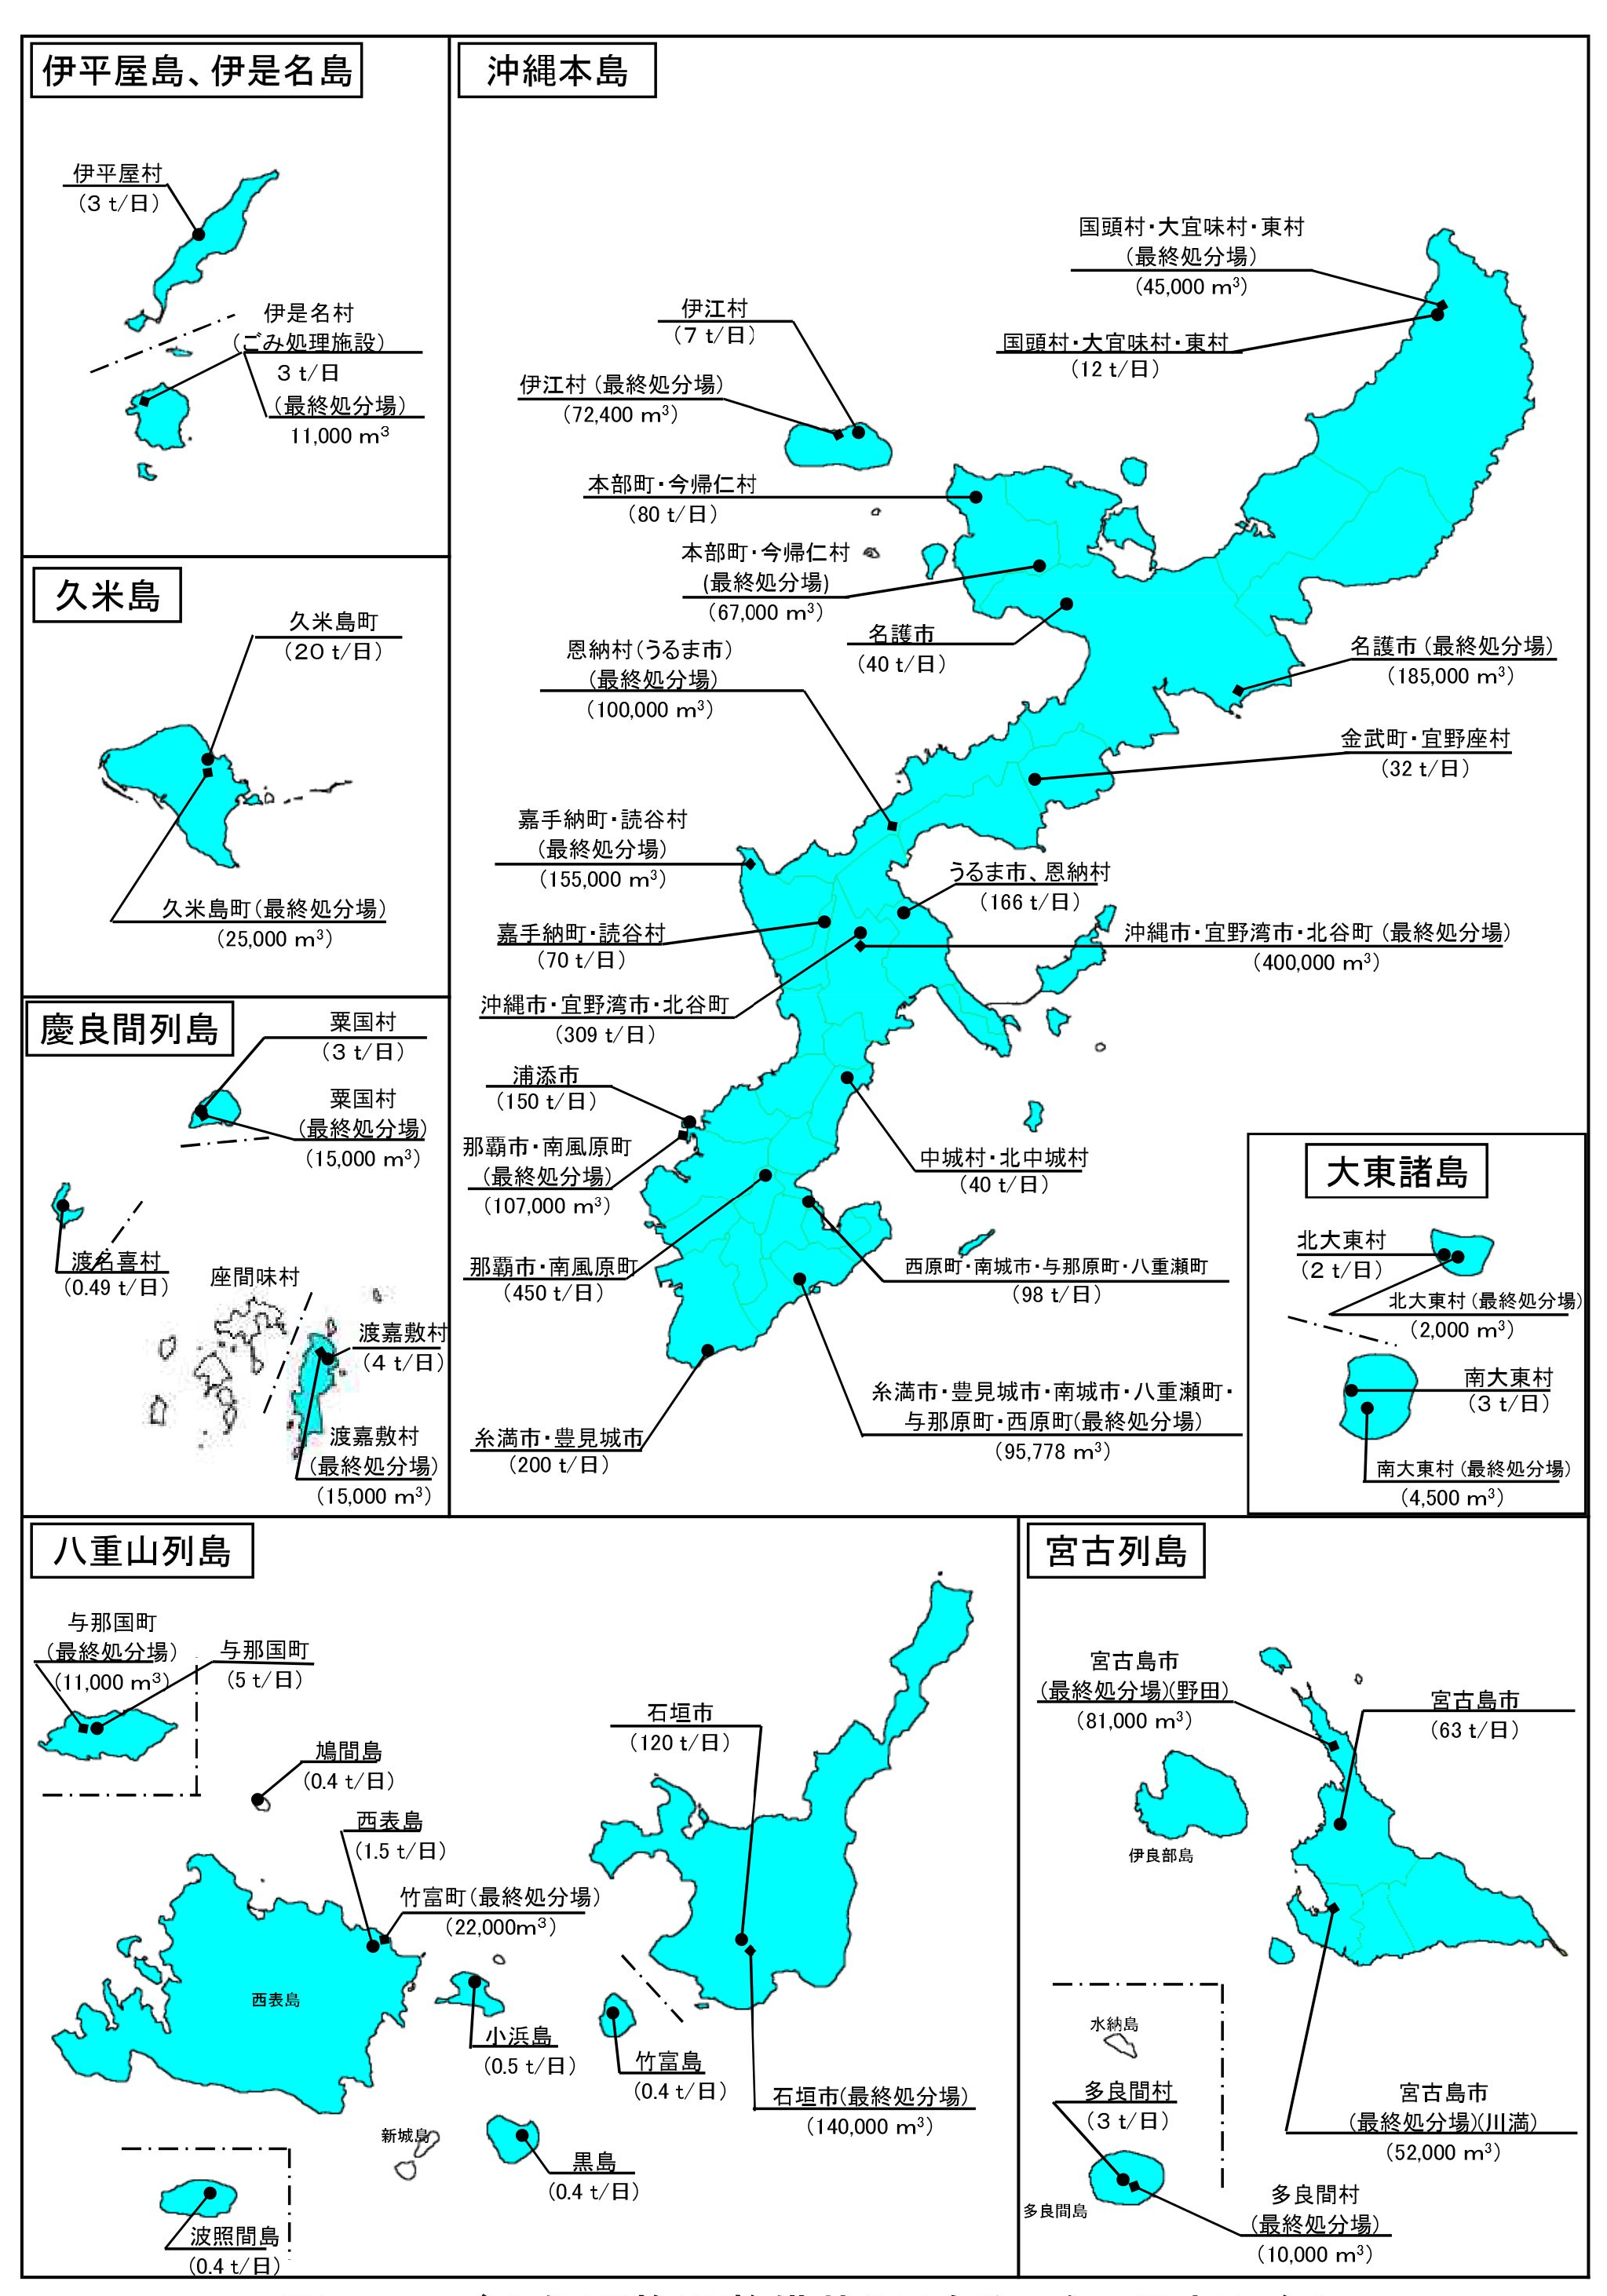 伊平屋島、伊是名島
伊平屋村
(3 t/日)
伊是名村
(ごみ処理施設)
3 t/日
(最終処分場)
11,000 m³
久米島
久米島町
(20 t/日)
久米島町(最終処分場)
(25,000 m³)
慶良間列島
粟国村
(3 t/日)
粟国村
(最終処分場)
(15,000 m³)
渡名喜村
(0.49 t/日)
座間味村
渡嘉敷村
(4 t/日)
渡嘉敷村
(最終処分場)
(15,000 m³)
沖縄本島
国頭村・大宜味村・東村
(最終処分場)
(45,000 m³)
国頭村・大宜味村・東村
(12 t/日)
伊江村
(7 t/日)
伊江村 (最終処分場)
(72,400 m³)
本部町・今帰仁村
(80 t/日)
本部町・今帰仁村
(最終処分場)
(67,000 m³)
名護市
(40 t/日)
名護市 (最終処分場)
(185,000 m³)
恩納村(うるま市)
(最終処分場)
(100,000 m³)
金武町・宜野座村
(32 t/日)
嘉手納町・読谷村
(最終処分場)
(155,000 m³)
うるま市、恩納村
(166 t/日)
嘉手納町・読谷村
(70 t/日)
沖縄市・宜野湾市・北谷町 (最終処分場)
(400,000 m³)
沖縄市・宜野湾市・北谷町
(309 t/日)
浦添市
(150 t/日)
那覇市・南風原町
(最終処分場)
(107,000 m³)
中城村・北中城村
(40 t/日)
那覇市・南風原町
(450 t/日)
西原町・南城市・与那原町・八重瀬町
(98 t/日)
糸満市・豊見城市・南城市・八重瀬町・
与那原町・西原町(最終処分場)
(95,778 m³)
糸満市・豊見城市
(200 t/日)
大東諸島
北大東村
(2 t/日)
北大東村 (最終処分場)
(2,000 m³)
南大東村
(3 t/日)
南大東村 (最終処分場)
(4,500 m³)
八重山列島
与那国町
(最終処分場)
(11,000 m³)
与那国町
(5 t/日)
鳩間島
(0.4 t/日)
西表島
(1.5 t/日)
竹富町(最終処分場)
(22,000m³)
西表島
小浜島
(0.5 t/日)
竹富島
(0.4 t/日)
石垣市
(120 t/日)
石垣市(最終処分場)
(140,000 m³)
新城島
黒島
(0.4 t/日)
波照間島
(0.4 t/日)
宮古列島
宮古島市
(最終処分場)(野田)
(81,000 m³)
宮古島市
(63 t/日)
伊良部島
水納島
多良間村
(3 t/日)
多良間島
宮古島市
(最終処分場)(川満)
(52,000 m³)
多良間村
(最終処分場)
(10,000 m³)